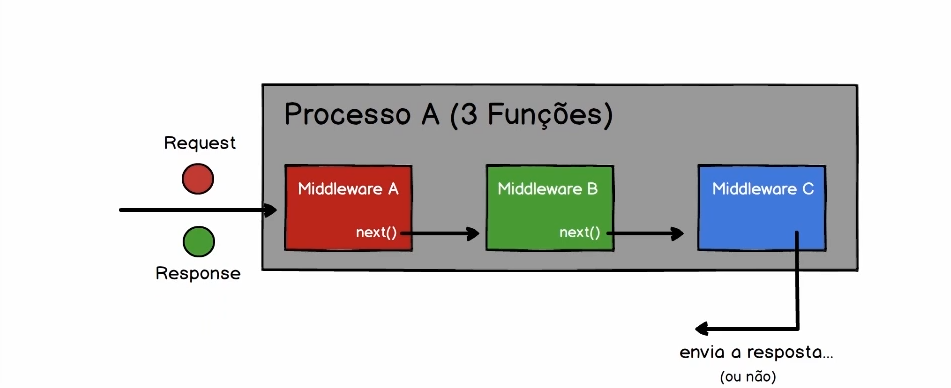 Processo A (3 Funções)
Request
Middleware A
Middleware B
Middleware C
next()
next()
Response
envia a resposta...
(ou não)